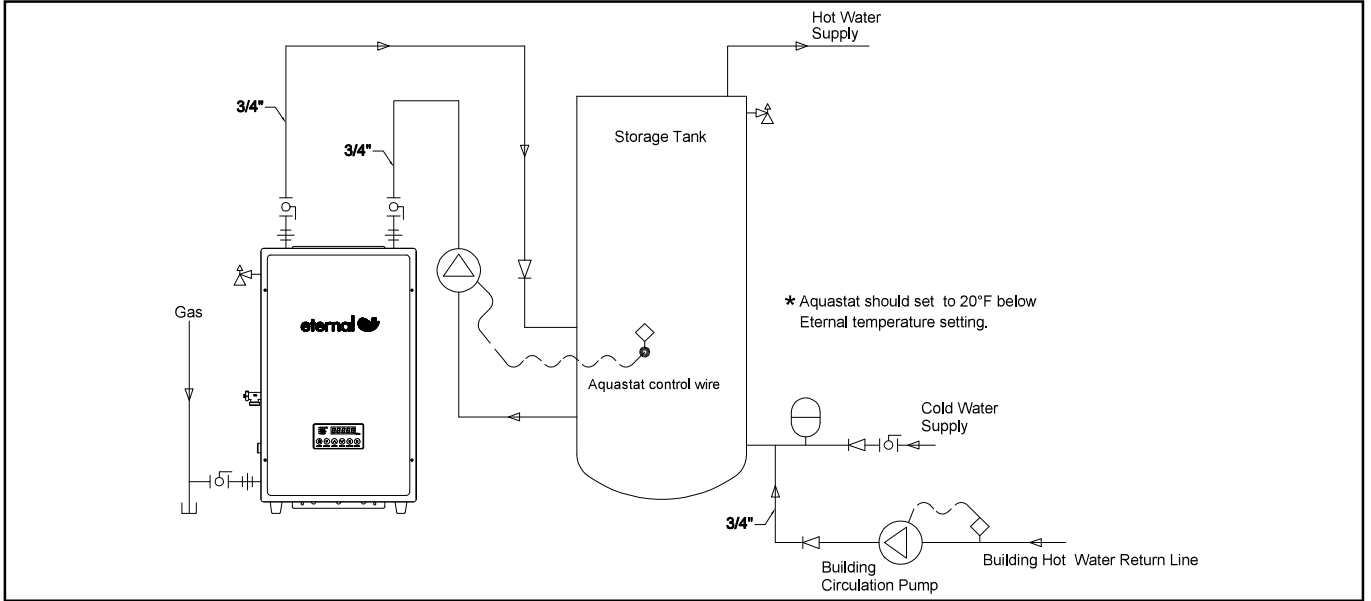 Hot Water
Supply
3/4"
3/4"
Storage Tank
Gas
eternal
* Aquastat should set to 20°F below
Eternal temperature setting.
Aquastat control wire
Cold Water
Supply
3/4"
Building
Circulation Pump
Building Hot Water Return Line